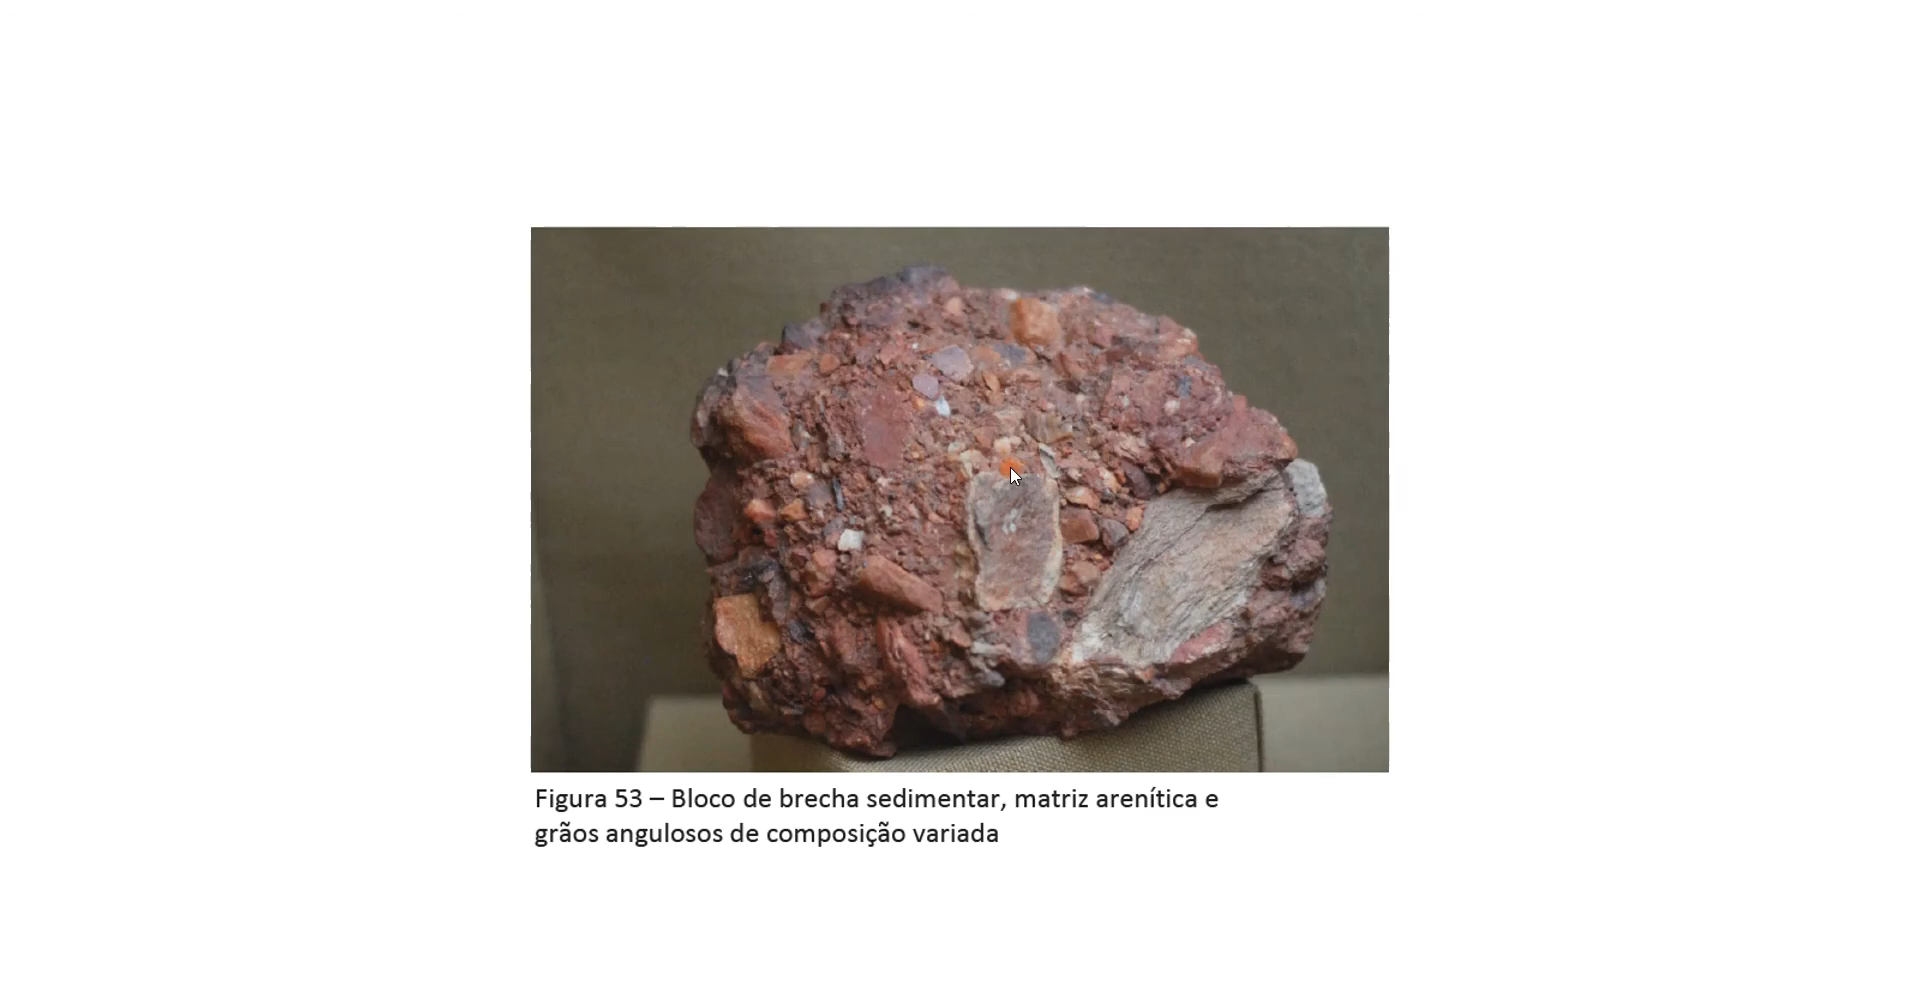 Figura 53 – Bloco de brecha sedimentar, matriz arenítica e
grãos angulosos de composição variada